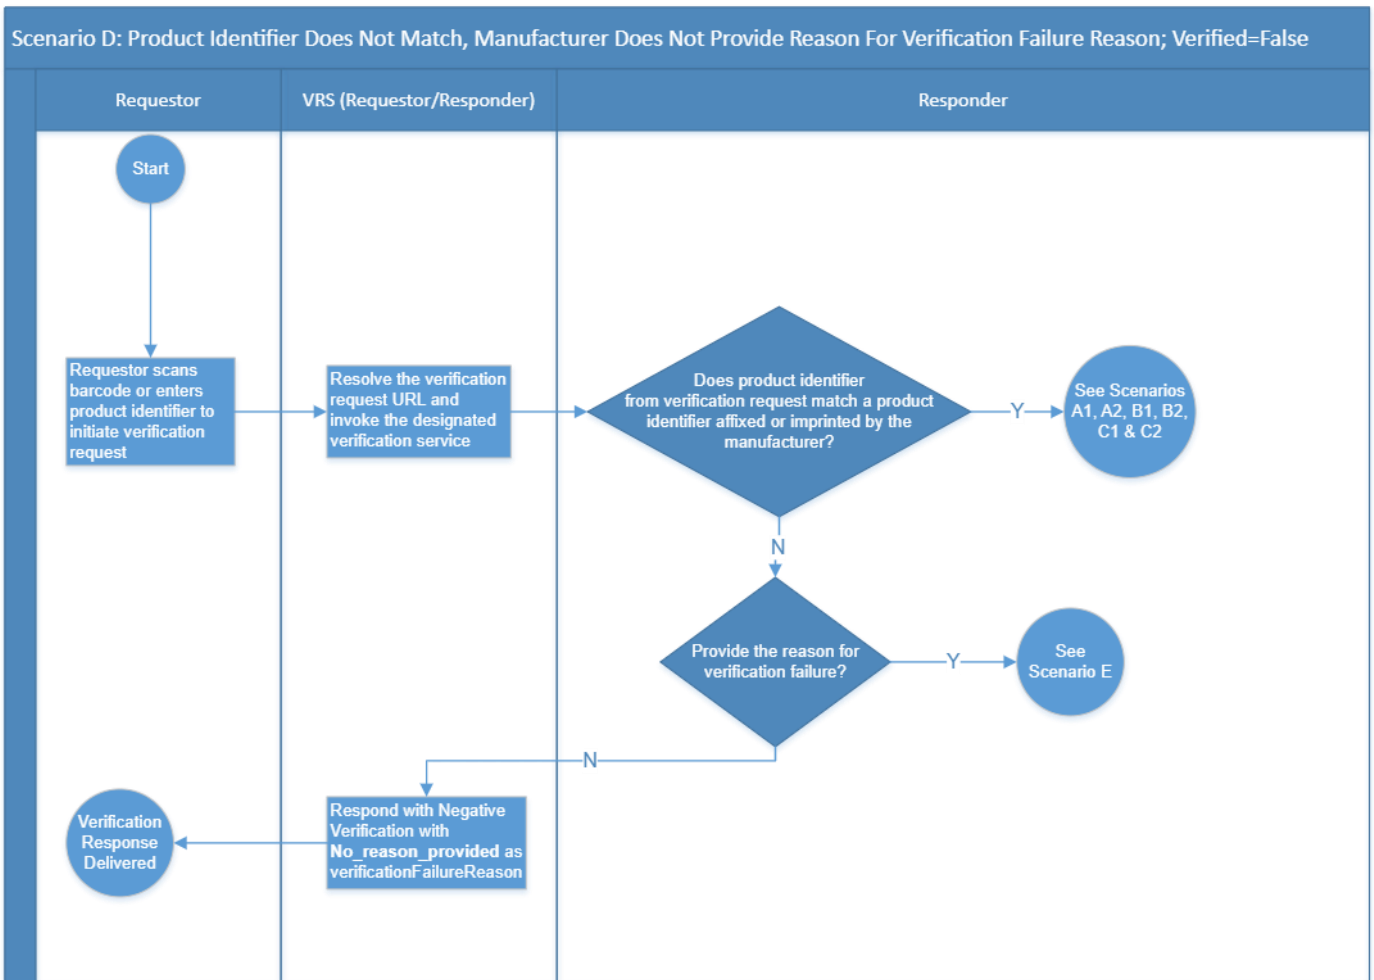 Scenario D: Product Identifier Does Not Match, Manufacturer Does Not Provide Reason For Verification Failure Reason; Verified=False
Requestor
VRS (Requestor/Responder)
Responder
Start
Requestor scans
barcode or enters
product identifier to
initiate verification
request
Resolve the verification
request URL and
invoke the designated
verification service
Does product identifier
from verification request match a product
identifier affixed or imprinted by the
manufacturer?
Y
See Scenarios
A1, A2, B1, B2,
C1 & C2
N
Provide the reason for
verification failure?
Y
See
Scenario E
N
Respond with Negative
Verification with
No_reason_provided as
verificationFailureReason
Verification
Response
Delivered